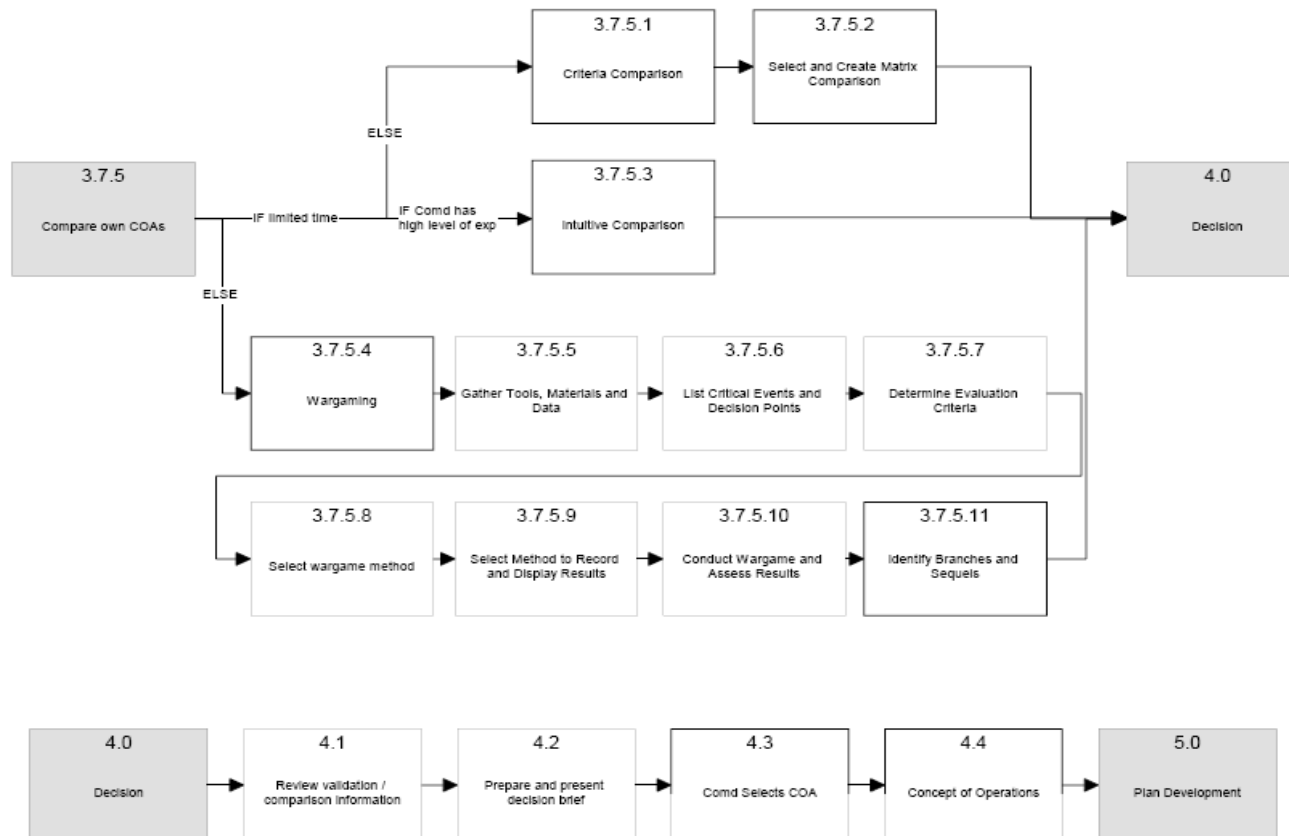 3.7.5.1
Criteria Comparison
3.7.5.2
Select and Create Matrix
Comparison
ELSE
3.7.5
Compare own COAs
IF limited time
IF Comd has
high level of exp
3.7.5.3
Intuitive Comparison
4.0
Decision
ELSE
3.7.5.4
Wargaming
3.7.5.5
Gather Tools, Materials and
Data
3.7.5.6
List Critical Events and
Decision Points
3.7.5.7
Determine Evaluation
Criteria
3.7.5.8
Select wargame method
3.7.5.9
Select Method to Record
and Display Results
3.7.5.10
Conduct Wargame and
Assess Results
3.7.5.11
Identify Branches and
Sequels
4.0
Decision
4.1
Review validation /
comparison information
4.2
Prepare and present
decision brief
4.3
Comd Selects COA
4.4
Concept of Operations
5.0
Plan Development